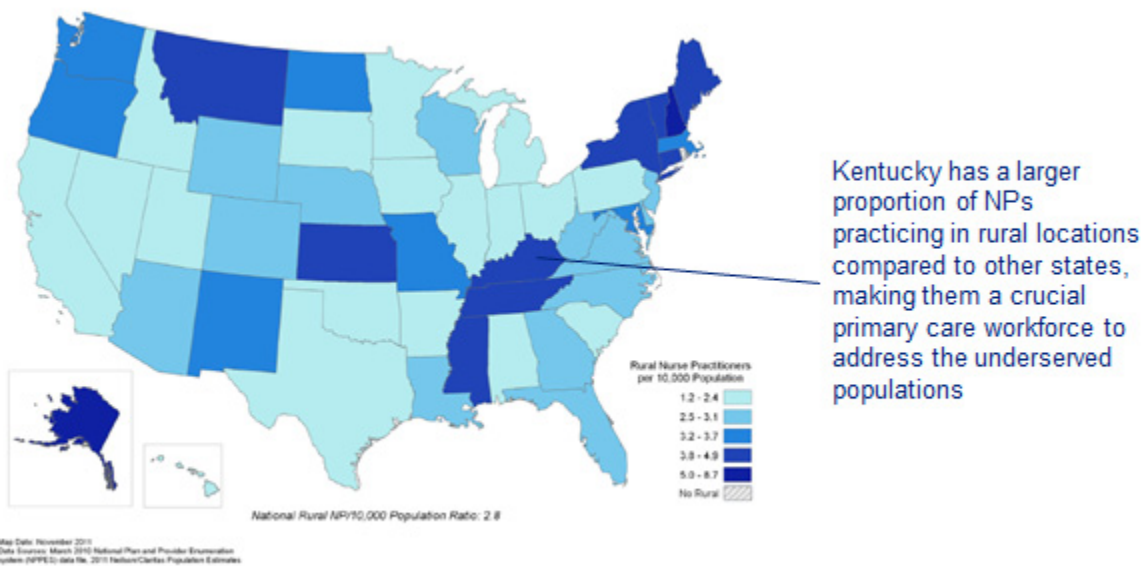 Kentucky has a larger
proportion of NPs
practicing in rural locations
compared to other states,
making them a crucial
primary care workforce to
address the underserved
populations
Rural Nurse Practitioners
per 10,000 Population
1.2 - 2.4
2.5 - 3.1
3.2 - 3.7
3.8 - 4.9
5.0 - 8.7
No Rural
National Rural NP/10,000 Population Ratio: 2.8
Map Date: November 2011
Data Sources: March 2010 National Plan and Provider Enumeration
System (NPPES) data file, 2011 Neilson/Claritas Population Estimates